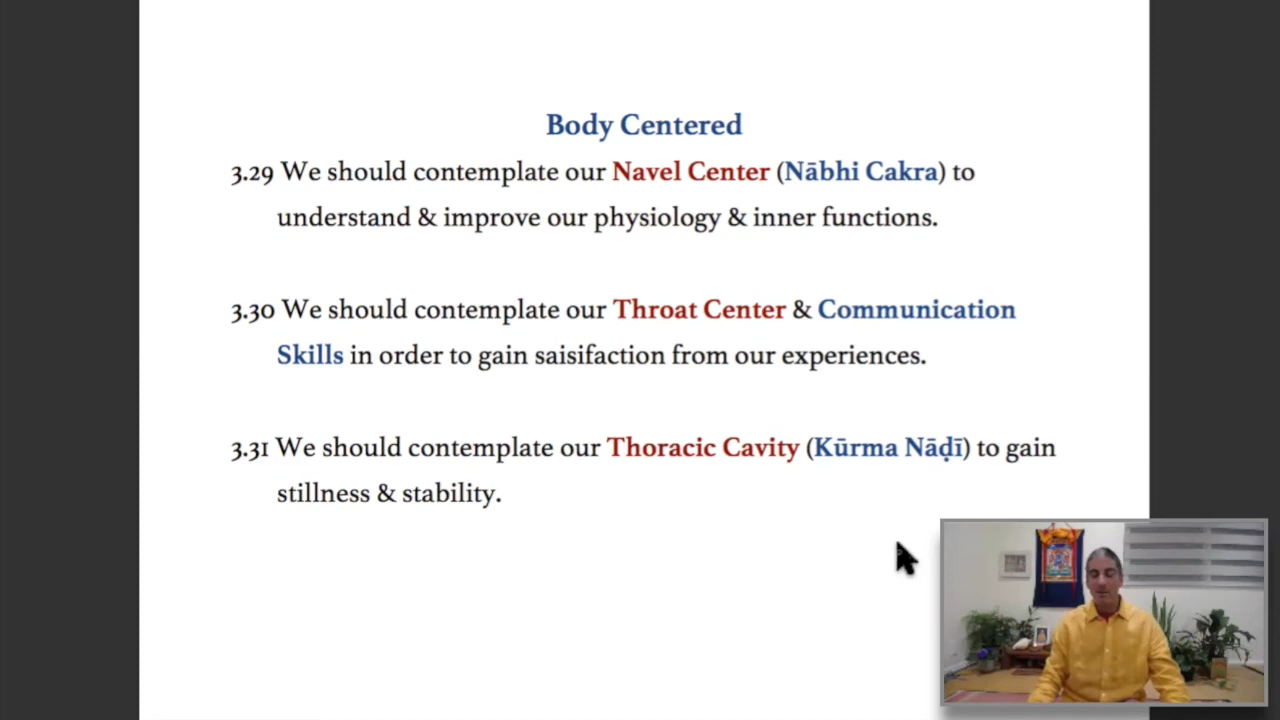 Body Centered
3.29 We should contemplate our Navel Center (Nābhi Cakra) to
understand & improve our physiology & inner functions.
3.30 We should contemplate our Throat Center & Communication
Skills in order to gain saisifaction from our experiences.
3.31 We should contemplate our Thoracic Cavity (Kūrma Nāḍī) to gain
stillness & stability.